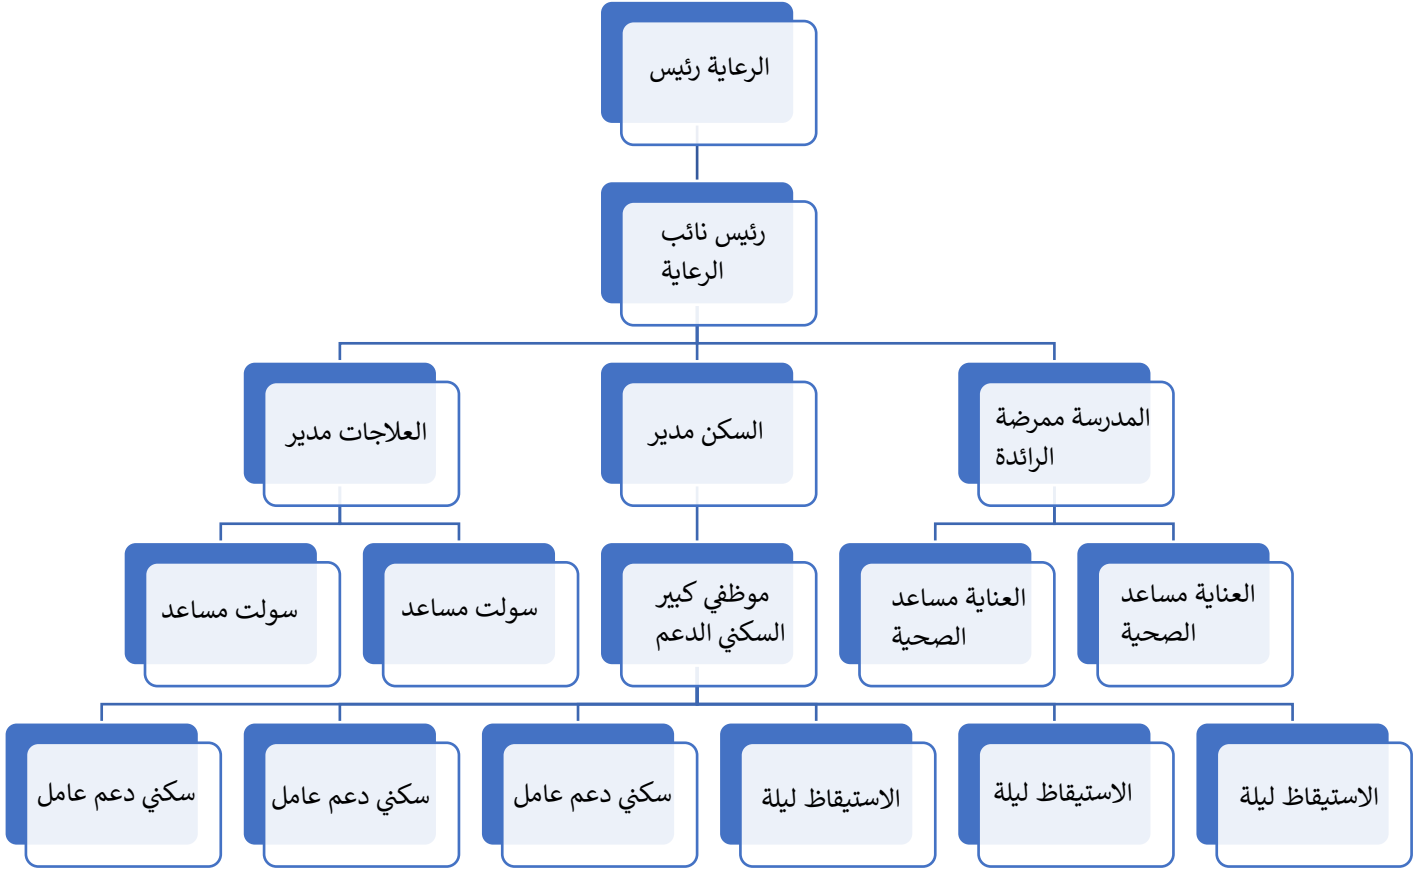 الرعاية رئيس
رئيس نائب
الرعاية
المدرسة ممرضة
الرائدة
السكن مدير
العلاجات مدير
العناية مساعد
الصحية
العناية مساعد
الصحية
موظفي كبير
السكني الدعم
سولت مساعد
سولت مساعد
الاستيقاظ ليلة
الاستيقاظ ليلة
الاستيقاظ ليلة
سكني دعم عامل
سكني دعم عامل
سكني دعم عامل